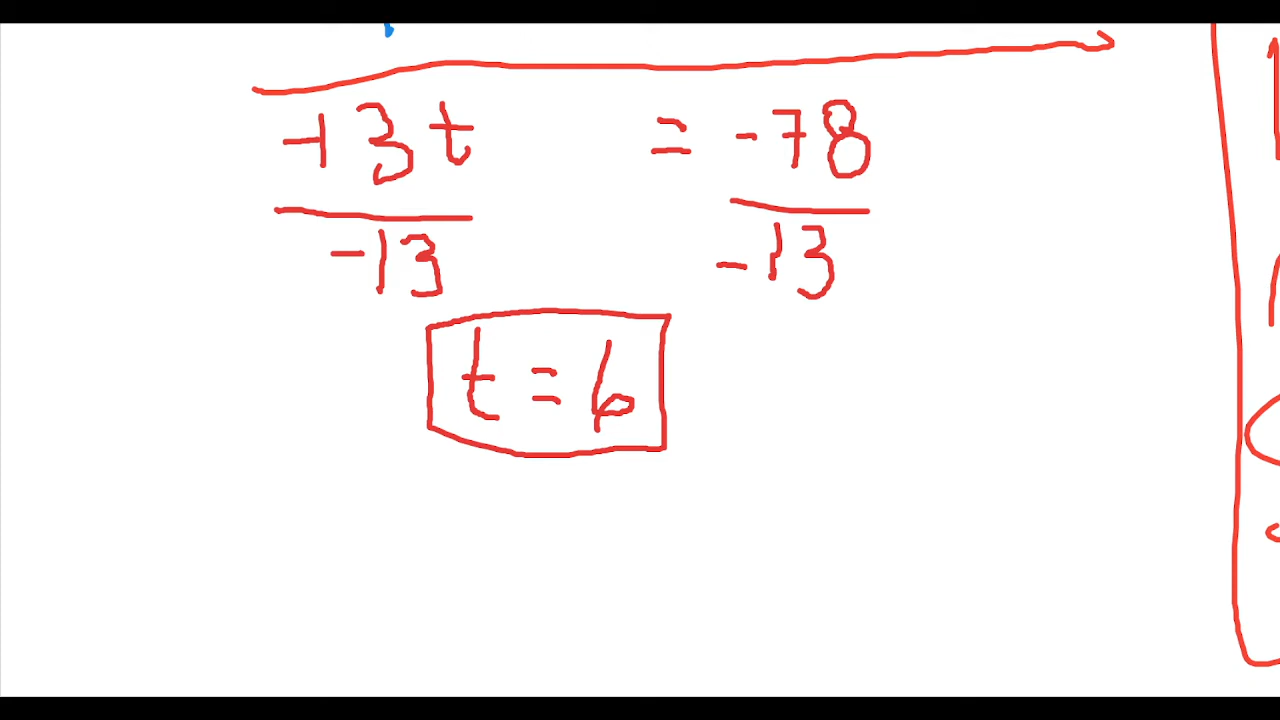 -13t = -78
-13 -13
t = 6